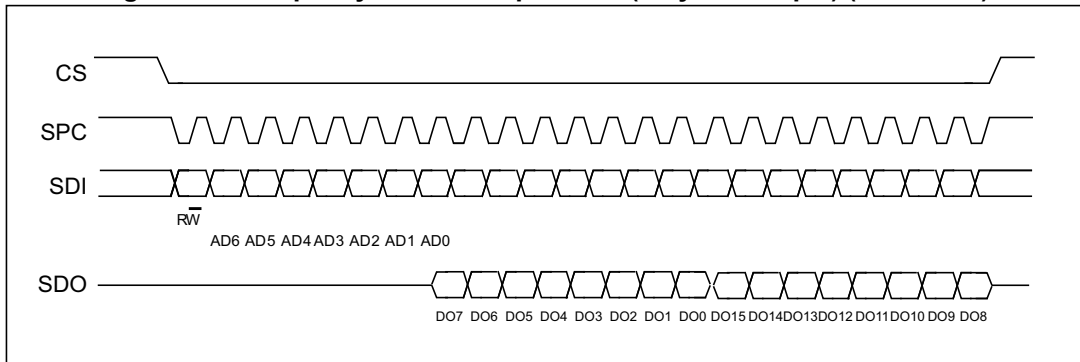 CS
SPC
SDI
RW
AD6 AD5 AD4 AD3 AD2 AD1 AD0
SDO
DO7 DO6 DO5 DO4 DO3 DO2 DO1 DO0 DO15 DO14 DO13 DO12 DO11 DO10 DO9 DO8